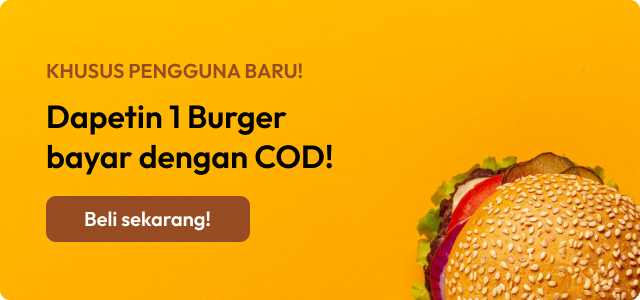 KHUSUS PENGGUNA BARU!
Dapetin 1 Burger
bayar dengan COD!
Beli sekarang!